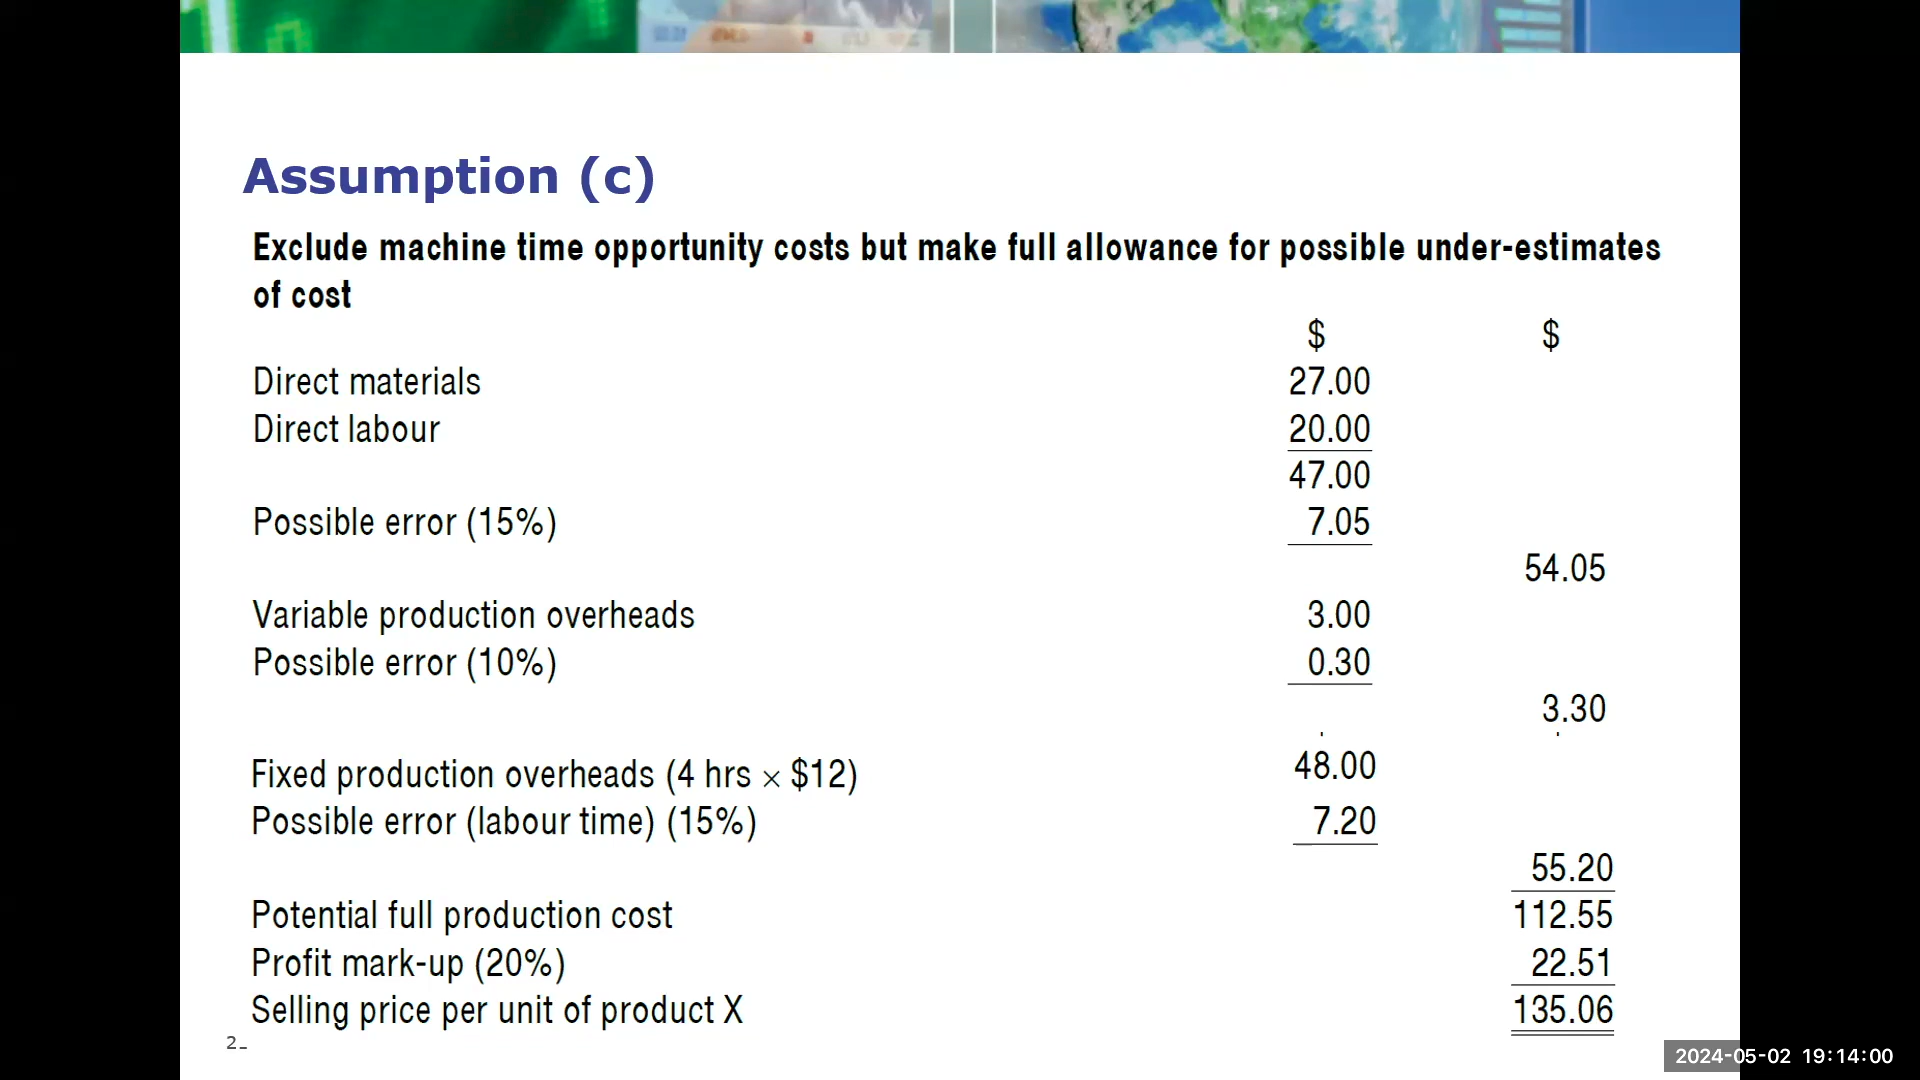 Assumption (c)
Exclude machine time opportunity costs but make full allowance for possible under-estimates
of cost
$ $
Direct materials 27.00
Direct labour 20.00
47.00
Possible error (15%) 7.05
54.05
Variable production overheads 3.00
Possible error (10%) 0.30
3.30
Fixed production overheads (4 hrs × $12) 48.00
Possible error (labour time) (15%) 7.20
55.20
Potential full production cost 112.55
Profit mark-up (20%) 22.51
Selling price per unit of product X 135.06
2024-05-02 19:14:00